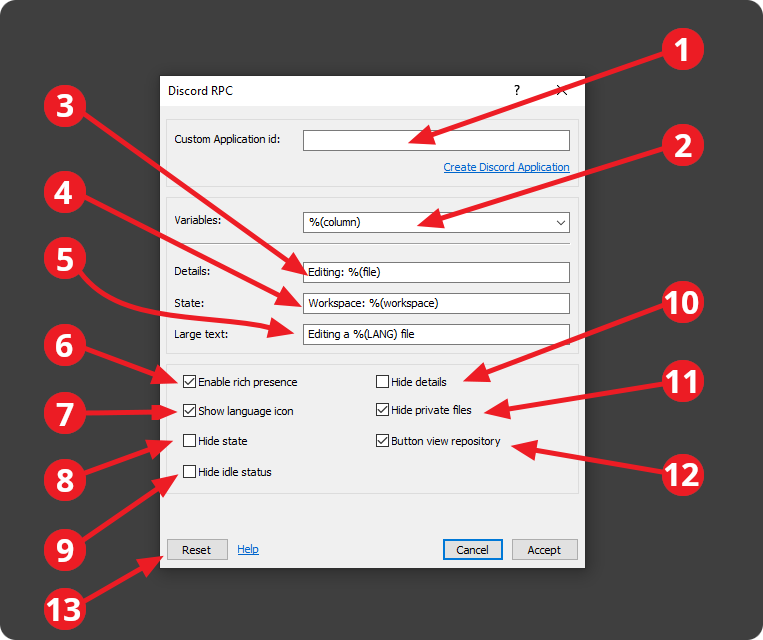 1
Discord RPC
?
3
Custom Application id:
2
Create Discord Application
4
Variables:
%(column)
5
Details:
Editing: %(file)
State:
Workspace: %(workspace)
10
Large text:
Editing a %(LANG) file
6
Enable rich presence
Hide details
11
7
Show language icon
Hide private files
8
Hide state
Button view repository
12
Hide idle status
9
Reset
Help
Cancel
Accept
13